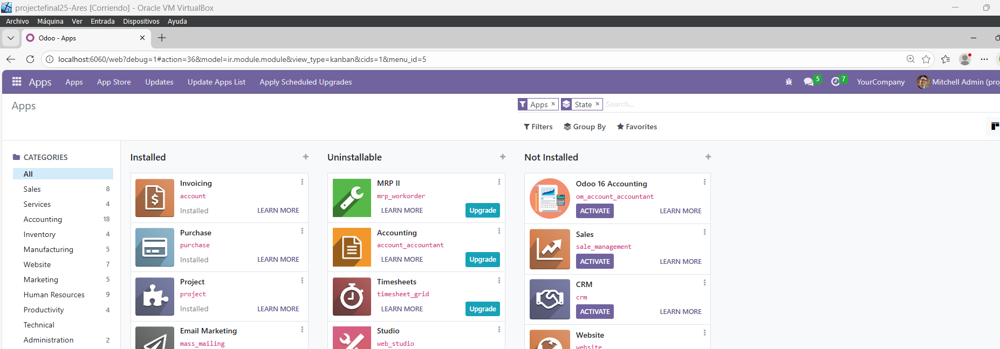 projectefinal25-Ares [Corriendo] - Oracle VM VirtualBox
Archivo Máquina Ver Entrada Dispositivos Ayuda
Odoo - Apps
localhost:6060/web?debug=1#action=36&model=ir.module.module&view_type=kanban&cids=1&menu_id=5
Apps Apps App Store Updates Update Apps List Apply Scheduled Upgrades 5 7 YourCompany Mitchell Admin (pro
Apps
Apps × State × Search...
Filters Group By Favorites
CATEGORIES
All
Sales 8
Services 4
Accounting 18
Inventory 4
Manufacturing 5
Website 7
Marketing 5
Human Resources 9
Productivity 4
Technical
Administration 2
Installed +
Invoicing
account
Installed LEARN MORE
Purchase
purchase
Installed LEARN MORE
Project
project
Installed LEARN MORE
Email Marketing
mass_mailing
Uninstallable +
MRP II
mrp_workorder
LEARN MORE Upgrade
Accounting
account_accountant
LEARN MORE Upgrade
Timesheets
timesheet_grid
LEARN MORE Upgrade
Studio
web_studio
Not Installed +
Odoo 16 Accounting
om_account_accountant
ACTIVATE LEARN MORE
Sales
sale_management
ACTIVATE LEARN MORE
CRM
crm
ACTIVATE LEARN MORE
Website
website